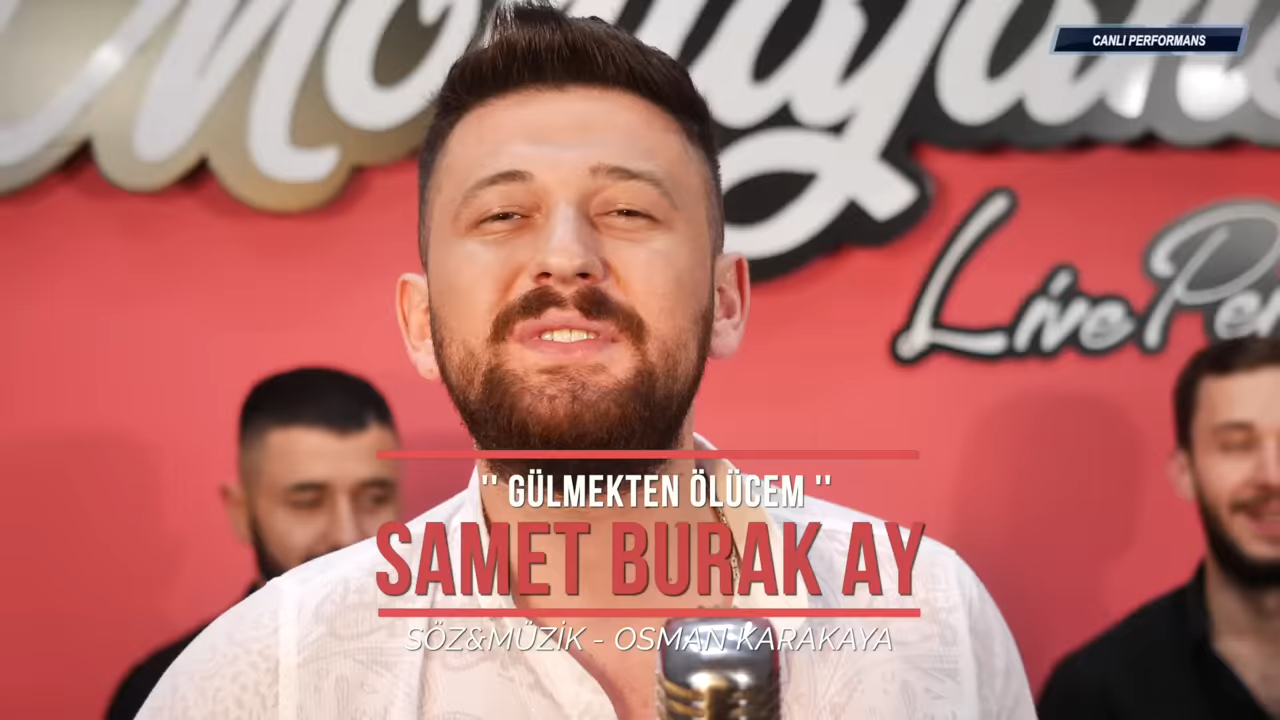 CANLI PERFORMANS
Live Per
'' GÜLMEKTEN ÖLÜCEM ''
SAMET BURAK AY
SÖZ&MÜZİK - OSMAN KARAKAYA